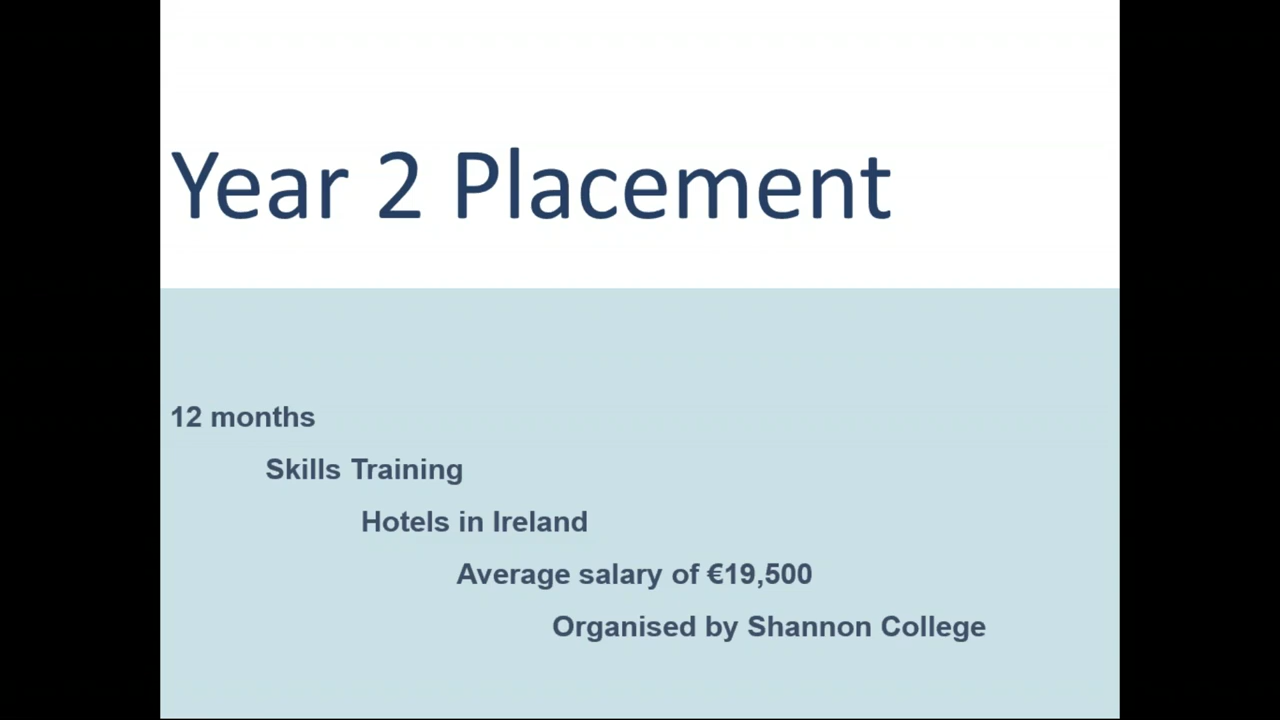 Year 2 Placement
12 months
Skills Training
Hotels in Ireland
Average salary of €19,500
Organised by Shannon College